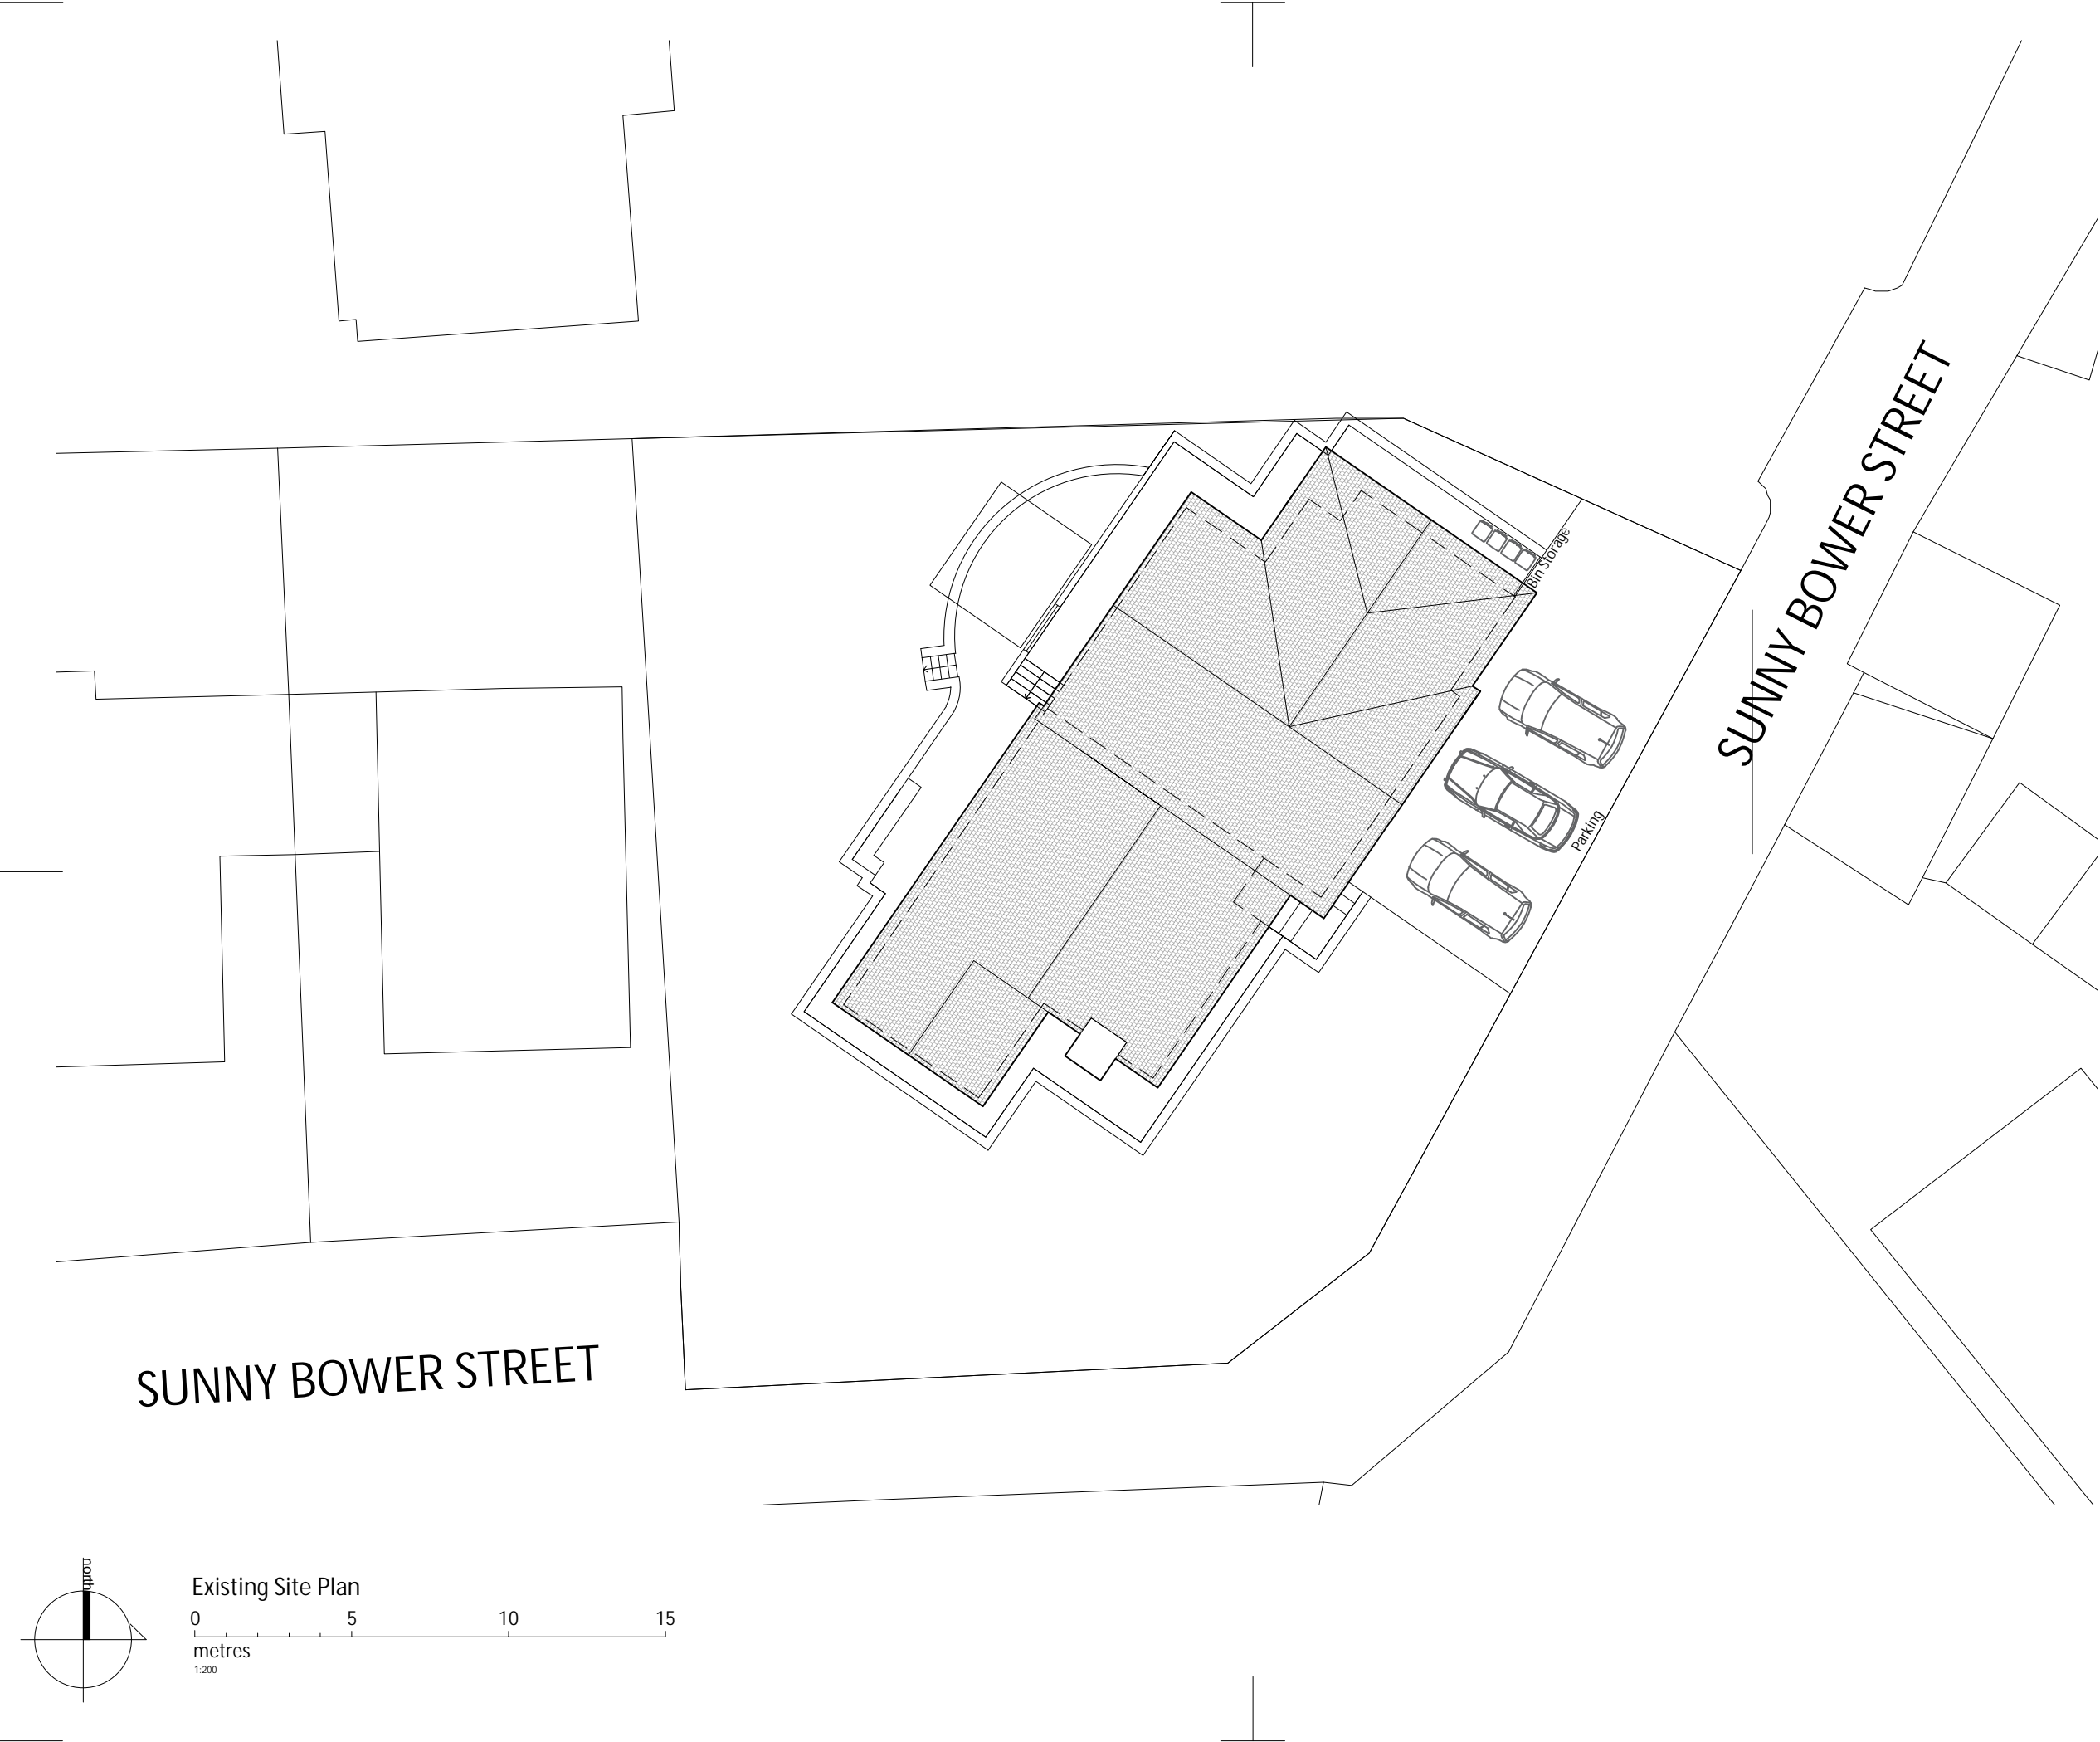 SUNNY BOWER STREET
Bin Storage
Parking
SUNNY BOWER STREET
north
Existing Site Plan
0 5 10 15
metres
1:200